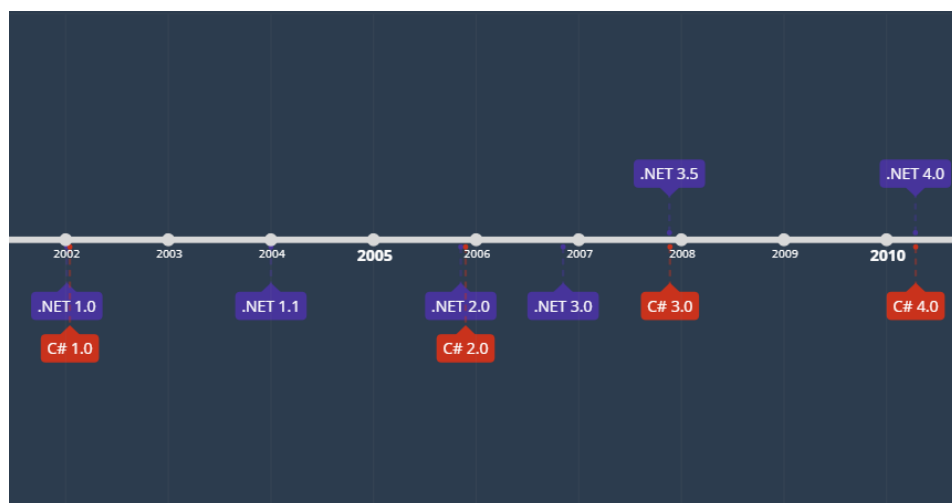 .NET 3.5
.NET 4.0
2002
2003
2004
2005
2006
2007
2008
2009
2010
.NET 1.0
.NET 1.1
.NET 2.0
.NET 3.0
C# 3.0
C# 4.0
C# 1.0
C# 2.0